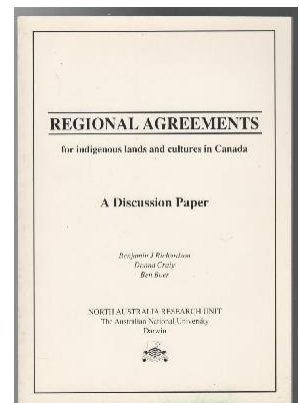 REGIONAL AGREEMENTS
for indigenous lands and cultures in Canada
A Discussion Paper
Benjamin J Richardson
Donna Craig
Ben Boer
NORTH AUSTRALIA RESEARCH UNIT
The Australian National University
Darwin